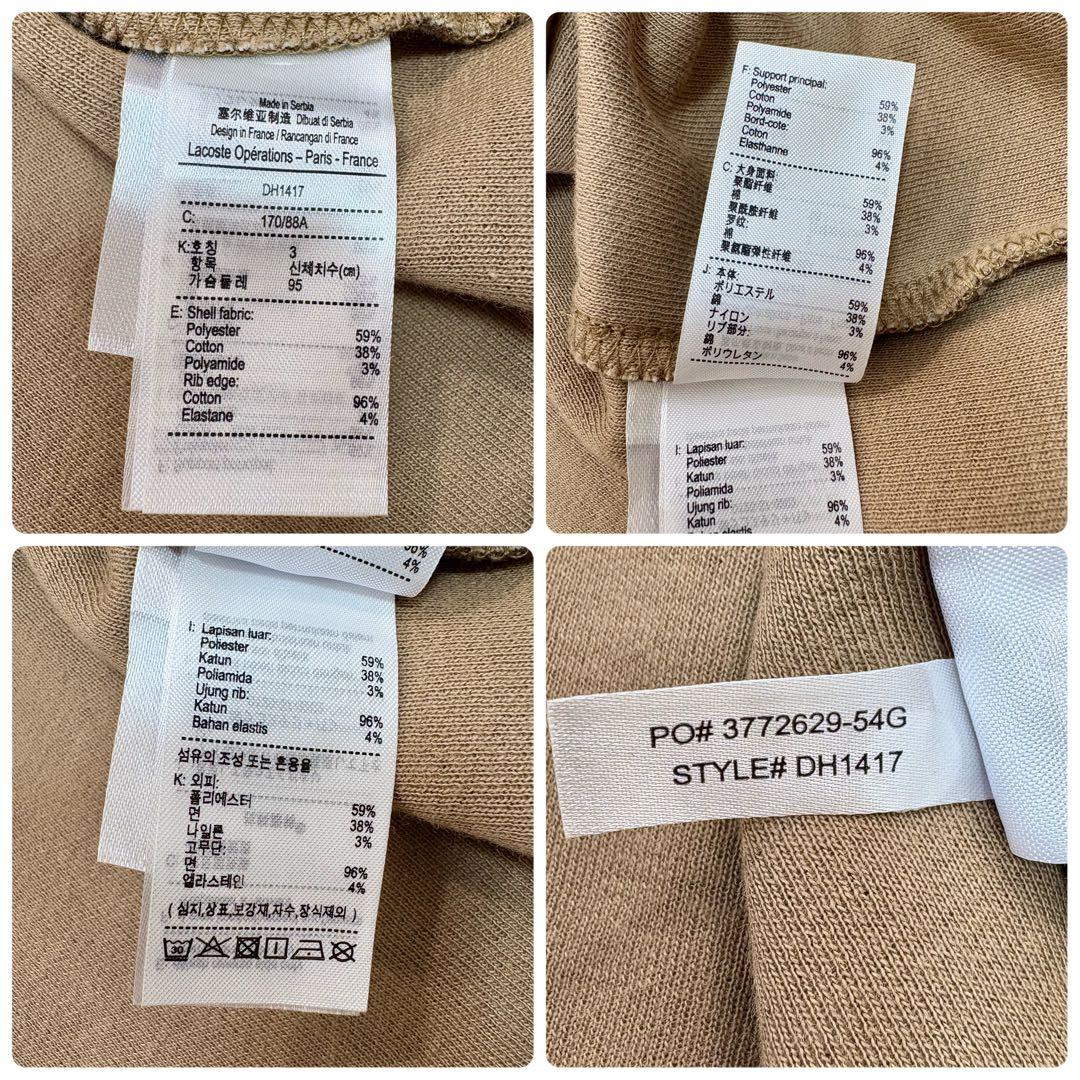 Made in Serbia
塞尔维亚制造 Dibuat di Serbia
Design in France / Rancangan di France
Lacoste Opérations – Paris - France
DH1417
C: 170/88A
K:호칭 3
항목 신체치수(㎝)
가슴둘레 95
E: Shell fabric:
Polyester 59%
Cotton 38%
Polyamide 3%
Rib edge:
Cotton 96%
Elastane 4%
F: Support principal:
Polyester 59%
Coton 38%
Polyamide 3%
Bord-cote:
Coton 96%
Elasthanne 4%
C: 大身面料
聚酯纤维 59%
棉 38%
聚酰胺纤维 3%
罗纹:
棉 96%
聚氨酯弹性纤维 4%
J: 本体:
ポリエステル 59%
綿 38%
ナイロン 3%
リブ部分:
綿 96%
ポリウレタン 4%
I: Lapisan luar:
Poliester 59%
Katun 38%
Poliamida 3%
Ujung rib:
Katun 96%
4%
4%
I: Lapisan luar:
Poliester
Katun 59%
Poliamida 38%
Ujung rib: 3%
Katun
Bahan elastis 96%
4%
섬유의 조성 또는 혼용율
K: 외피:
폴리에스터 59%
면 38%
나일론 3%
고무단:
면 96%
엘라스테인 4%
( 심지,상표,보강재,자수,장식제외 )
30
PO# 3772629-54G
STYLE# DH1417